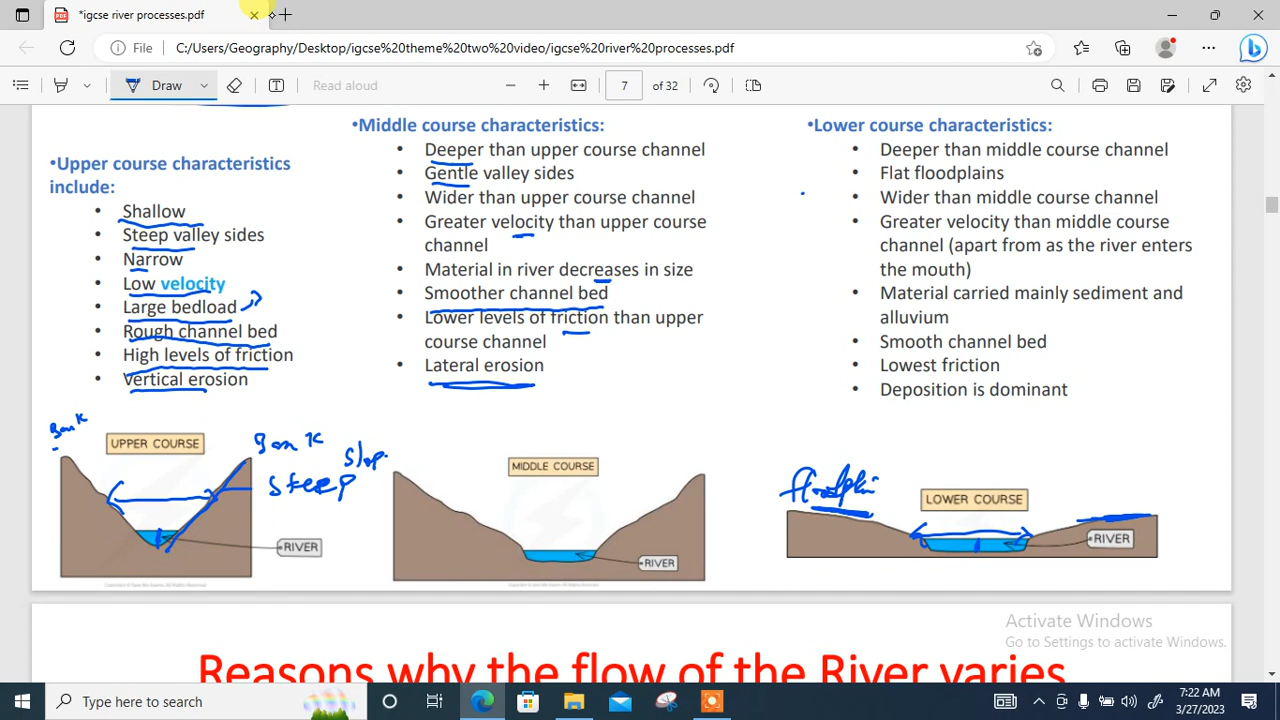 *igcse river processes.pdf
File
C:/Users/Geography/Desktop/igcse%20theme%20two%20video/igcse%20river%20processes.pdf
Draw
Read aloud
7
of 32
•Upper course characteristics
include:
• Shallow
• Steep valley sides
• Narrow
• Low velocity
• Large bedload
• Rough channel bed
• High levels of friction
• Vertical erosion
•Middle course characteristics:
• Deeper than upper course channel
• Gentle valley sides
• Wider than upper course channel
• Greater velocity than upper course
channel
• Material in river decreases in size
• Smoother channel bed
• Lower levels of friction than upper
course channel
• Lateral erosion
•Lower course characteristics:
• Deeper than middle course channel
• Flat floodplains
• Wider than middle course channel
• Greater velocity than middle course
channel (apart from as the river enters
the mouth)
• Material carried mainly sediment and
alluvium
• Smooth channel bed
• Lowest friction
• Deposition is dominant
Bank
UPPER COURSE
Bank
Steep
RIVER
MIDDLE COURSE
RIVER
LOWER COURSE
RIVER
Activate Windows
Go to Settings to activate Windows.
Reasons why the flow of the River varies
Type here to search
7:22 AM
3/27/2023